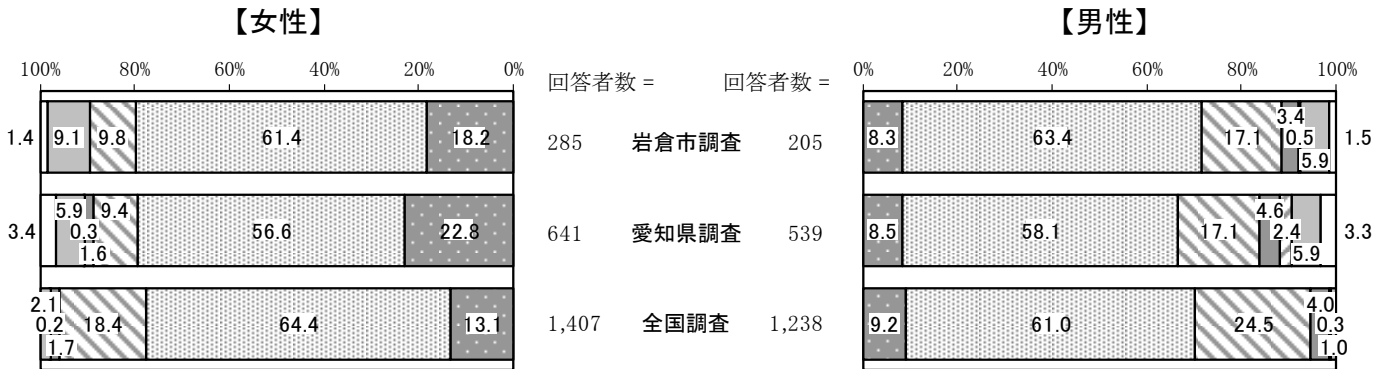 【女性】
【男性】
100% 80% 60% 40% 20% 0%
回答者数 = 回答者数 =
0% 20% 40% 60% 80% 100%
1.4 9.1 9.8 61.4 18.2 285 岩倉市調査 205 8.3 63.4 17.1 3.4 0.5 5.9 1.5
3.4 5.9 0.3 1.6 9.4 56.6 22.8 641 愛知県調査 539 8.5 58.1 17.1 4.6 2.4 5.9 3.3
2.1 0.2 1.7 18.4 64.4 13.1 1,407 全国調査 1,238 9.2 61.0 24.5 4.0 0.3 1.0